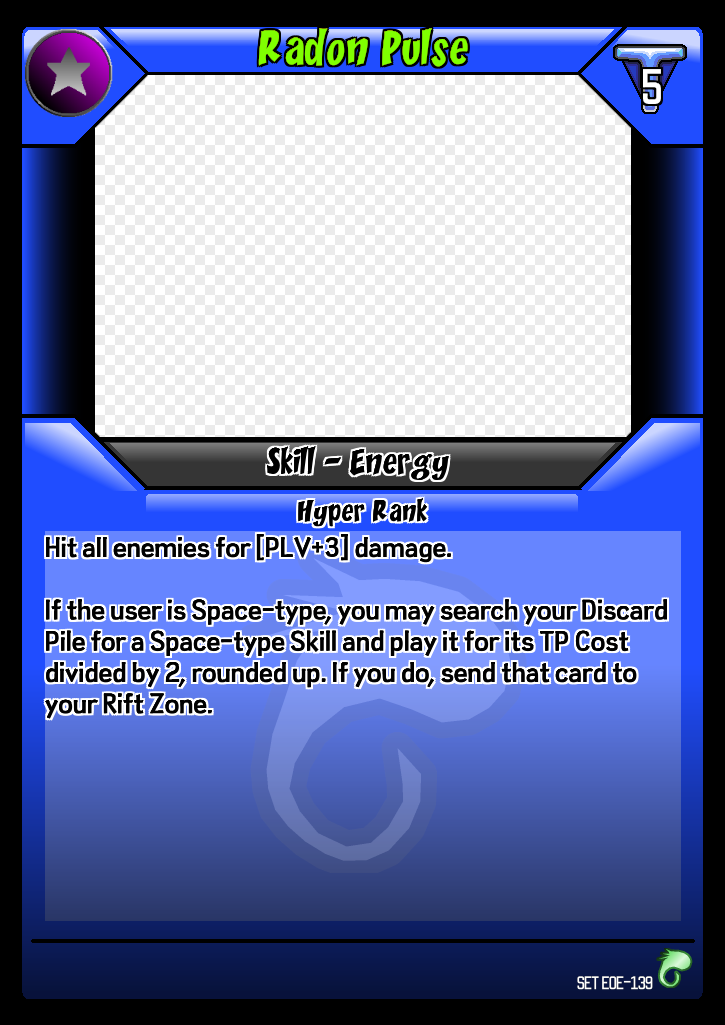 Radon Pulse
5
Skill - Energy
Hyper Rank
Hit all enemies for [PLV+3] damage.
If the user is Space-type, you may search your Discard
Pile for a Space-type Skill and play it for its TP Cost
divided by 2, rounded up. If you do, send that card to
your Rift Zone.
SET EOE-139